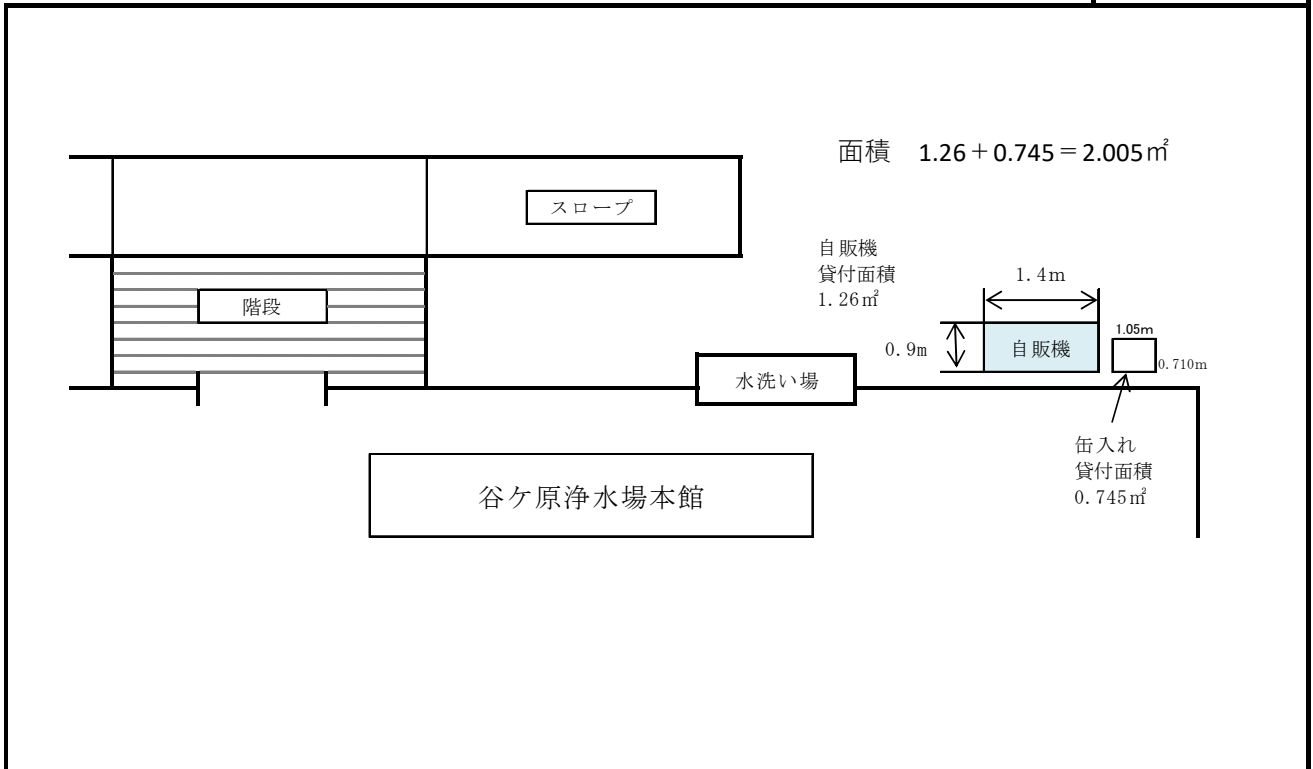 面積 1.26＋0.745＝2.005㎡
スロープ
自販機
貸付面積
1.26㎡
1.4m
階段
0.9m
自販機
1.05m
0.710m
水洗い場
缶入れ
貸付面積
0.745㎡
谷ケ原浄水場本館